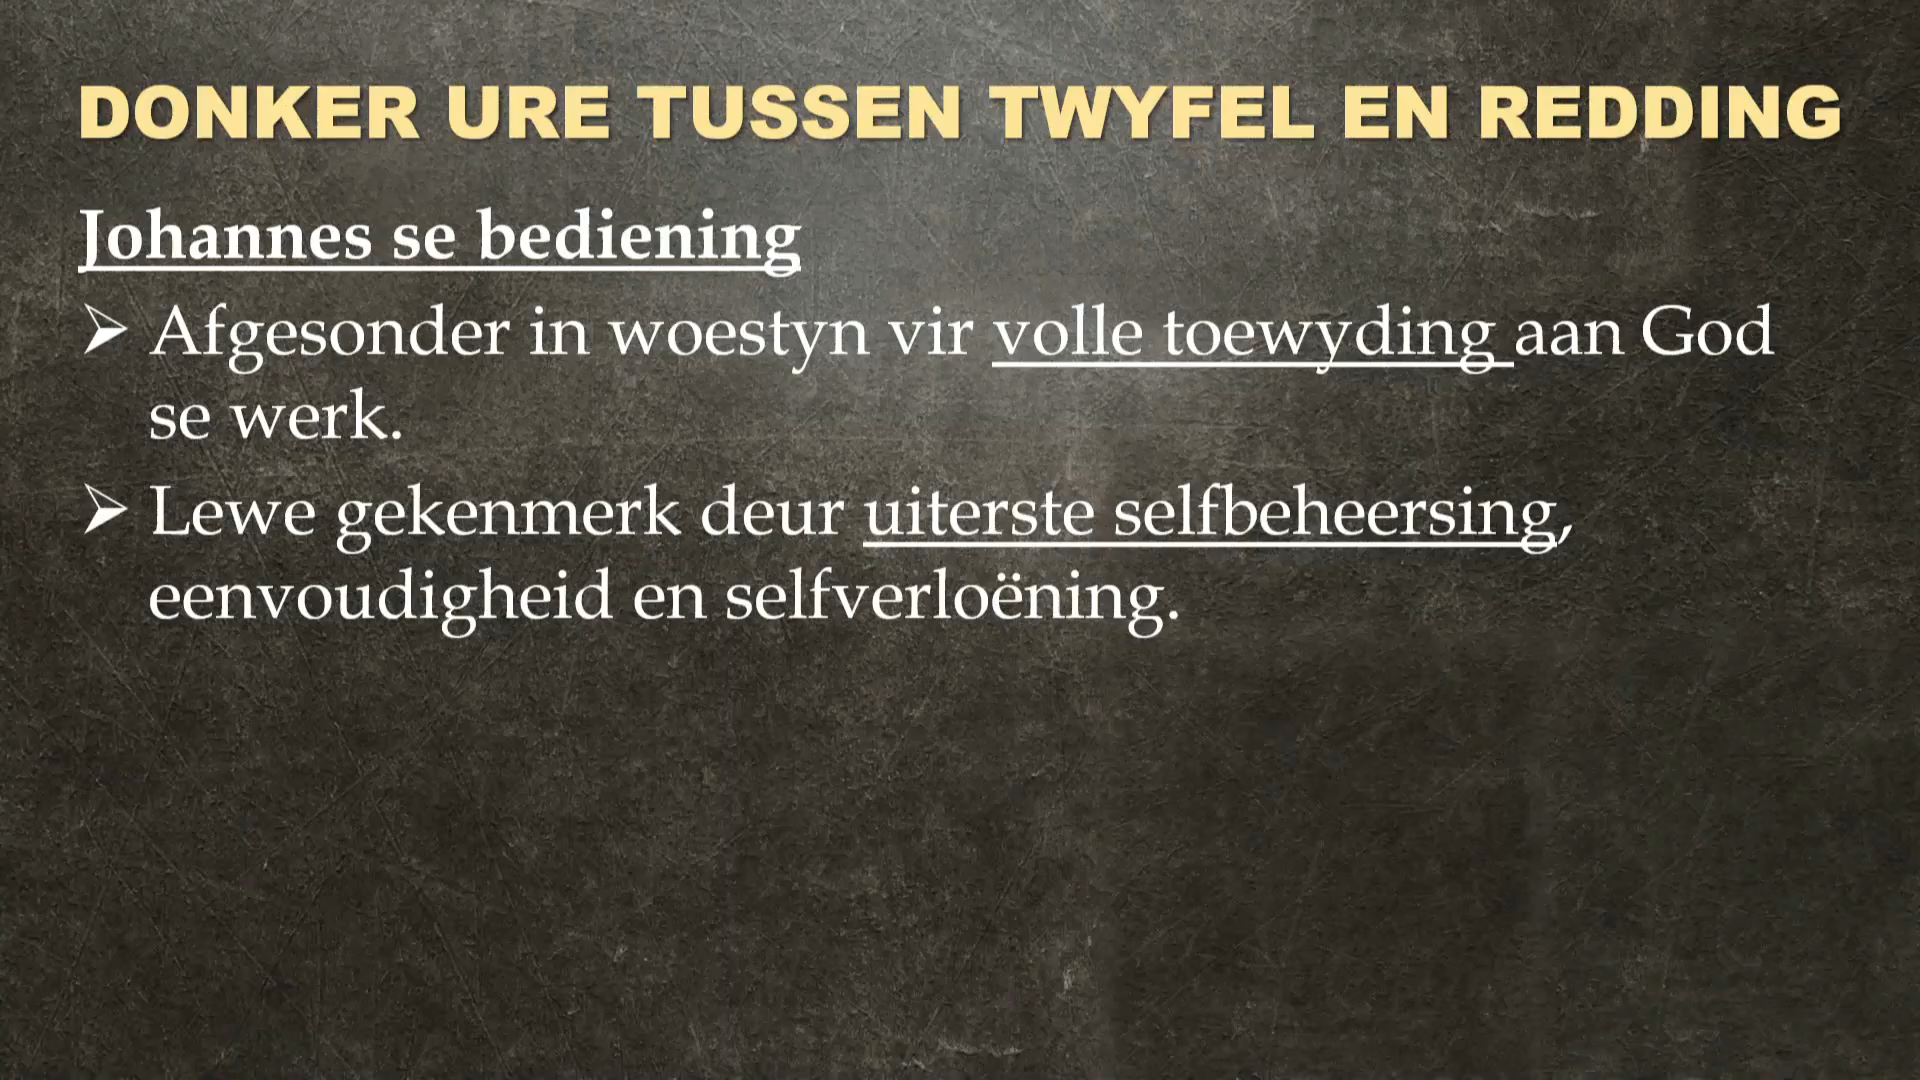 DONKER URE TUSSEN TWYFEL EN REDDING
Johannes se bediening
➢ Afgesonder in woestyn vir volle toewyding aan God
se werk.
➢ Lewe gekenmerk deur uiterste selfbeheersing,
eenvoudigheid en selfverloëning.